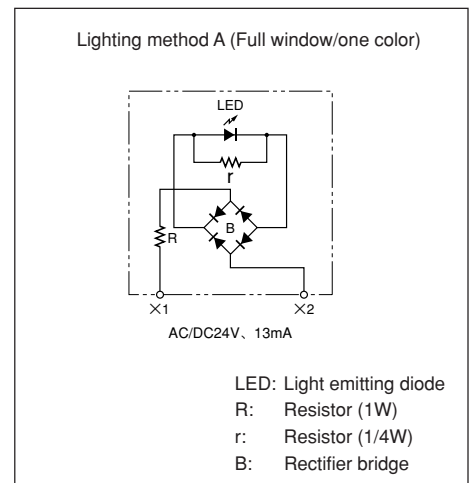 Lighting method A (Full window/one color)
LED
r
R
B
×1
×2
AC/DC24V、13mA
LED: Light emitting diode
R: Resistor (1W)
r: Resistor (1/4W)
B: Rectifier bridge